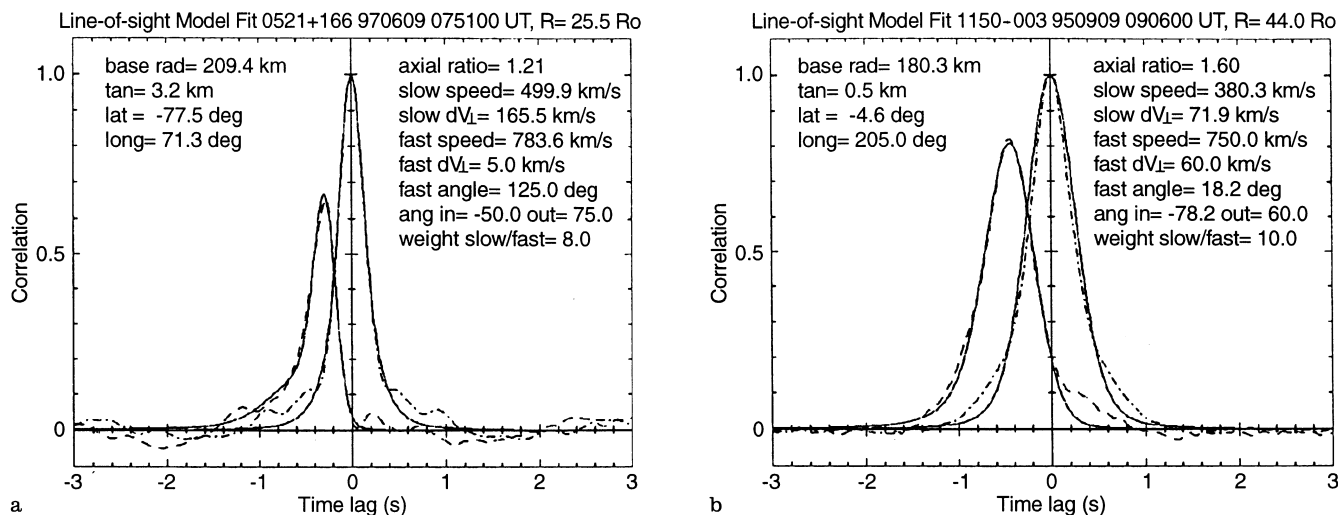 Line-of-sight Model Fit 0521+166 970609 075100 UT, R= 25.5 Ro
base rad= 209.4 km
tan= 3.2 km
lat = -77.5 deg
long= 71.3 deg
axial ratio= 1.21
slow speed= 499.9 km/s
slow dV⊥= 165.5 km/s
fast speed= 783.6 km/s
fast dV⊥= 5.0 km/s
fast angle= 125.0 deg
ang in= -50.0 out= 75.0
weight slow/fast= 8.0
Correlation
1.0
0.5
0
-3 -2 -1 0 1 2 3
Time lag (s)
a
Line-of-sight Model Fit 1150-003 950909 090600 UT, R= 44.0 Ro
base rad= 180.3 km
tan= 0.5 km
lat = -4.6 deg
long= 205.0 deg
axial ratio= 1.60
slow speed= 380.3 km/s
slow dV⊥= 71.9 km/s
fast speed= 750.0 km/s
fast dV⊥= 60.0 km/s
fast angle= 18.2 deg
ang in= -78.2 out= 60.0
weight slow/fast= 10.0
Correlation
1.0
0.5
0
-3 -2 -1 0 1 2 3
Time lag (s)
b